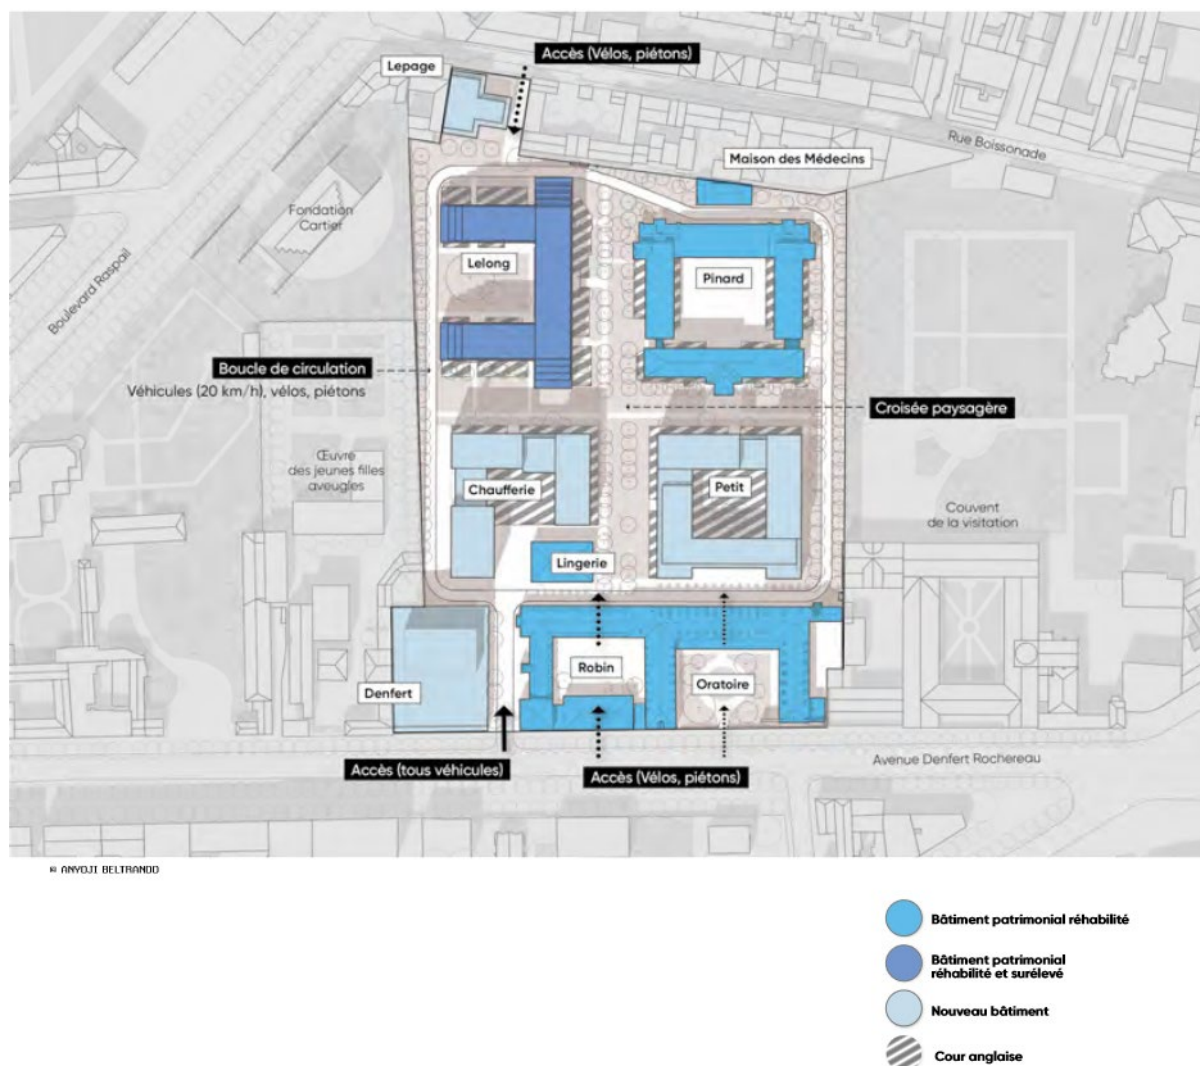 Accès (Vélos, piétons)
Lepage
Rue Boissonade
Maison des Médecins
Fondation
Cartier
Boulevard Raspail
Lelong
Pinard
Boucle de circulation
Véhicules (20 km/h), vélos, piétons
Croisée paysagère
Œuvre
des jeunes filles
aveugles
Chaufferie
Petit
Couvent
de la visitation
Lingerie
Robin
Oratoire
Denfert
Avenue Denfert Rochereau
Accès (tous véhicules)
Accès (Vélos, piétons)
© ANYOJI BELTRANDO
Bâtiment patrimonial réhabilité
Bâtiment patrimonial
réhabilité et surélevé
Nouveau bâtiment
Cour anglaise